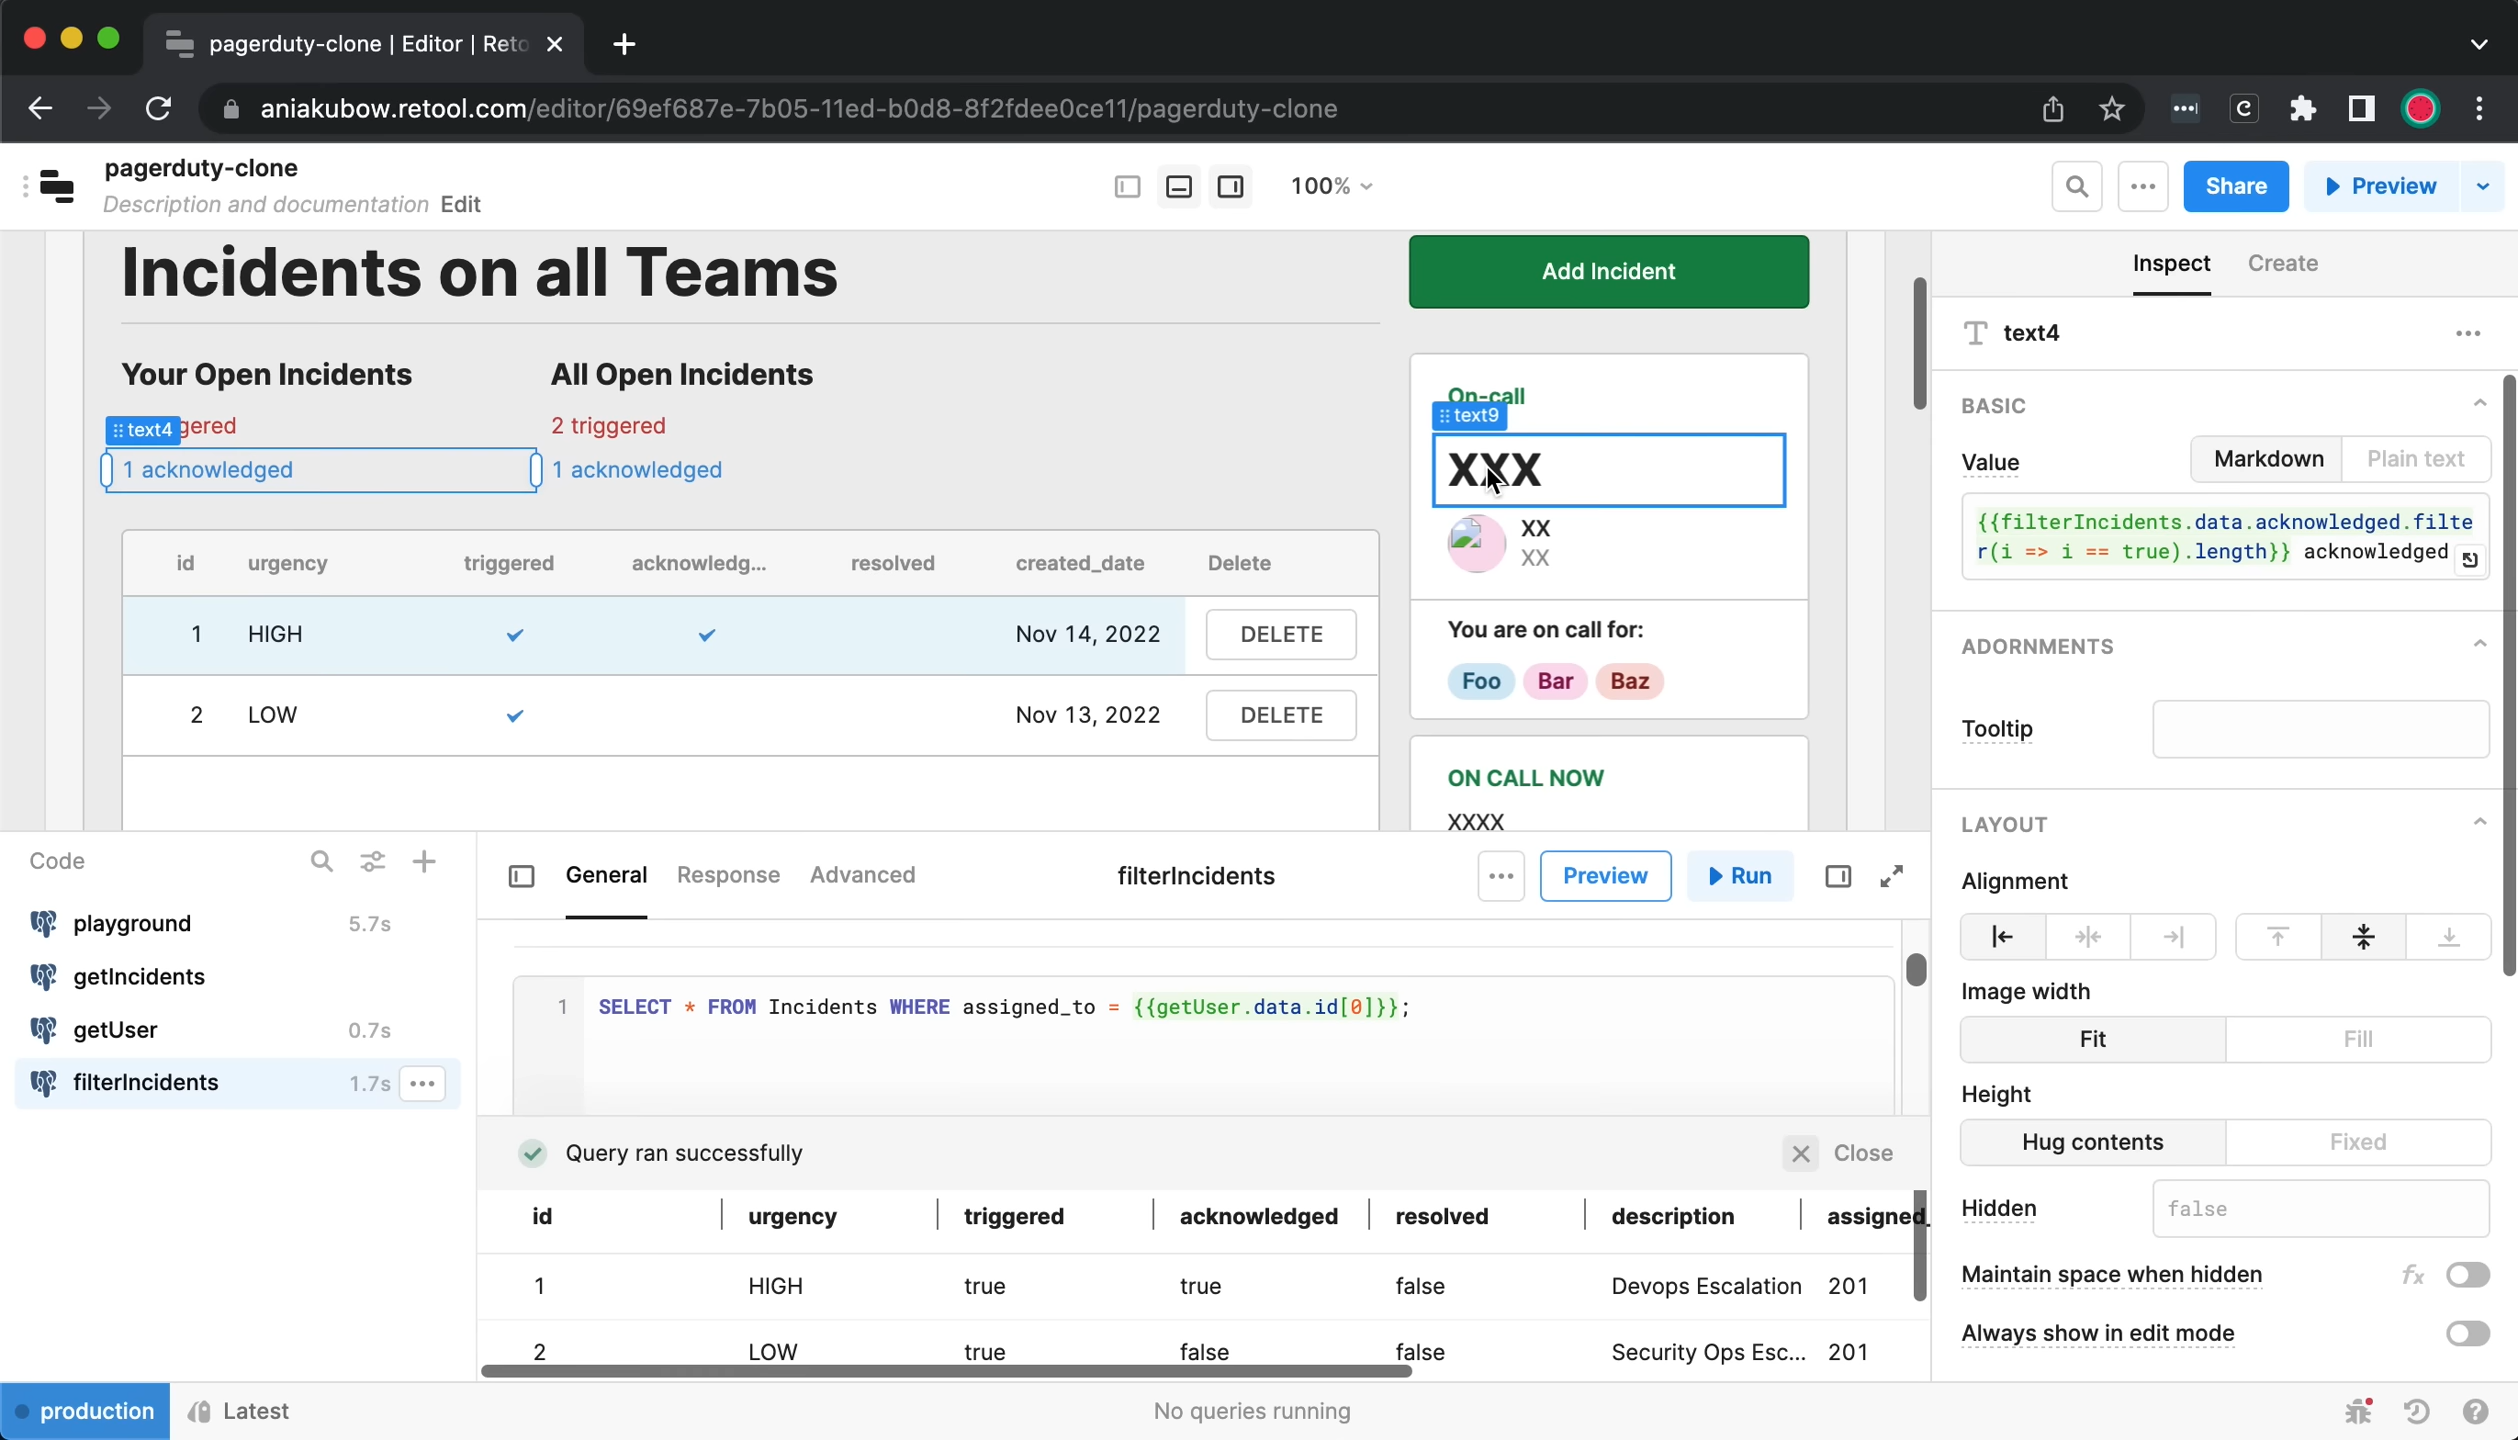 pagerduty-clone | Editor | Reto
aniakubow.retool.com/editor/69ef687e-7b05-11ed-b0d8-8f2fdee0ce11/pagerduty-clone
pagerduty-clone
Description and documentation Edit
100%
Share
Preview
Incidents on all Teams
Add Incident
Your Open Incidents
All Open Incidents
text4
gered
2 triggered
1 acknowledged
1 acknowledged
id urgency triggered acknowledg... resolved created_date Delete
1 HIGH Nov 14, 2022 DELETE
2 LOW Nov 13, 2022 DELETE
On-call
text9
XXX
XX
XX
You are on call for:
Foo Bar Baz
ON CALL NOW
XXXX
Inspect Create
text4
BASIC
Value
Markdown Plain text
{{filterIncidents.data.acknowledged.filte
r(i => i == true).length}} acknowledged
ADORNMENTS
Tooltip
LAYOUT
Alignment
Image width
Fit Fill
Height
Hug contents Fixed
Hidden false
Maintain space when hidden fx
Always show in edit mode
Code
playground 5.7s
getIncidents
getUser 0.7s
filterIncidents 1.7s
General Response Advanced
filterIncidents
Preview
Run
1 SELECT * FROM Incidents WHERE assigned_to = {{getUser.data.id[0]}};
Query ran successfully
Close
id urgency triggered acknowledged resolved description assigned_
1 HIGH true true false Devops Escalation 201
2 LOW true false false Security Ops Esc... 201
production
Latest
No queries running